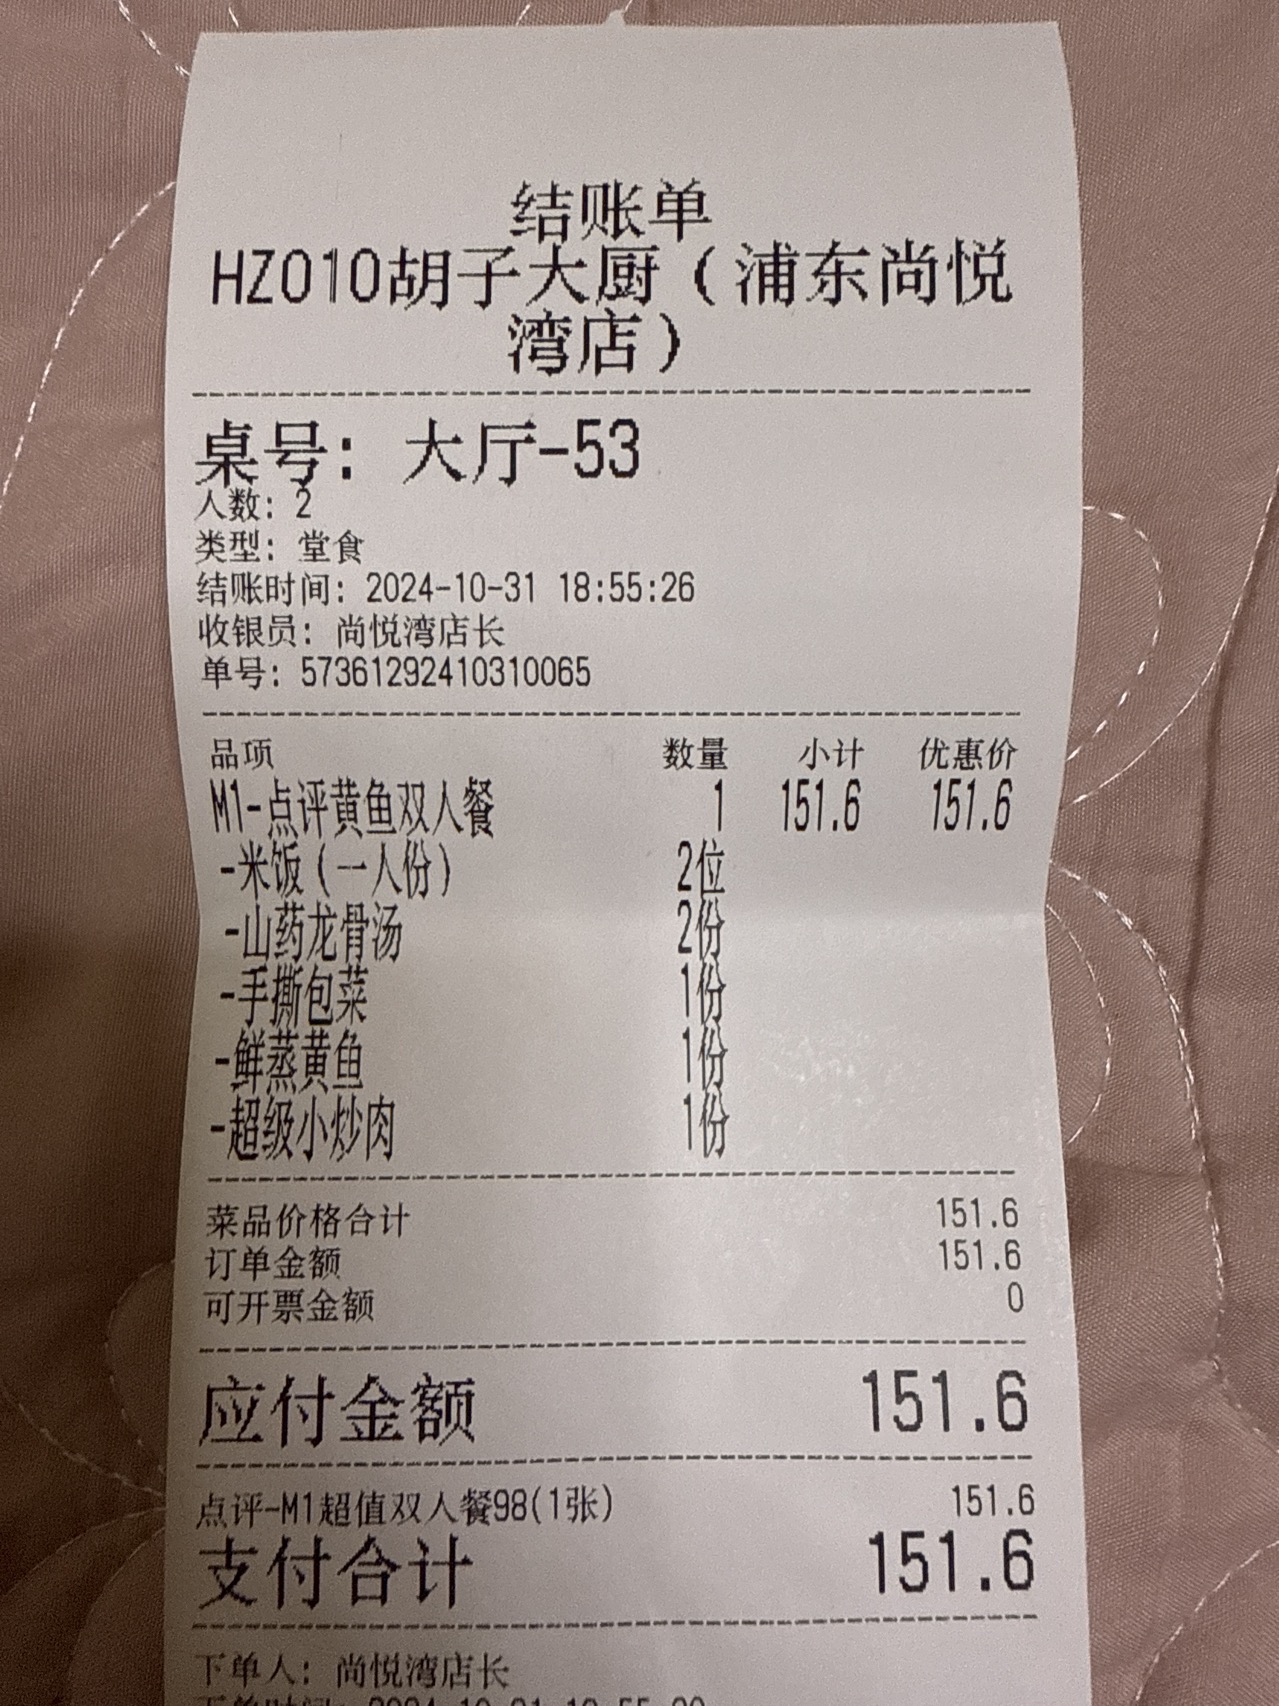 结账单
HZ010胡子大厨（浦东尚悦
湾店）
桌号: 大厅-53
人数: 2
类型: 堂食
结账时间: 2024-10-31 18:55:26
收银员: 尚悦湾店长
单号: 57361292410310065
品项 数量 小计 优惠价
M1-点评黄鱼双人餐 1 151.6 151.6
-米饭（一人份） 2位
-山药龙骨汤 2份
-手撕包菜 1份
-鲜蒸黄鱼 1份
-超级小炒肉 1份
菜品价格合计 151.6
订单金额 151.6
可开票金额 0
应付金额 151.6
点评-M1超值双人餐98(1张) 151.6
支付合计 151.6
下单人: 尚悦湾店长